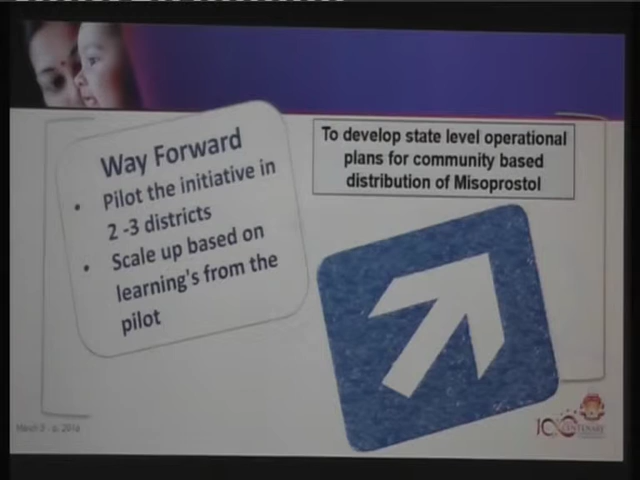 Way Forward
• Pilot the initiative in
2 -3 districts
• Scale up based on
learning's from the
pilot
To develop state level operational
plans for community based
distribution of Misoprostol
CENTENARY